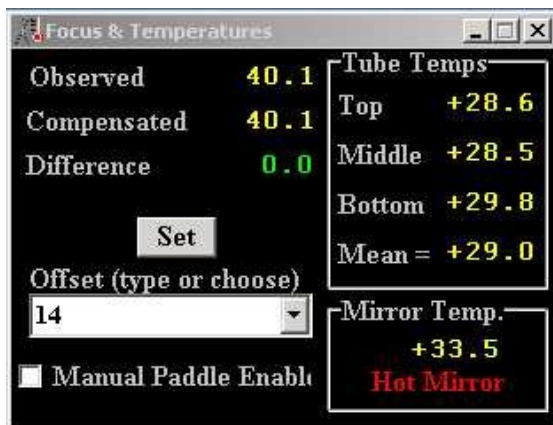 Focus & Temperatures
Observed 40.1
Compensated 40.1
Difference 0.0
Set
Offset (type or choose)
14
Manual Paddle Enabl
Tube Temps
Top +28.6
Middle +28.5
Bottom +29.8
Mean = +29.0
Mirror Temp.
+33.5
Hot Mirror